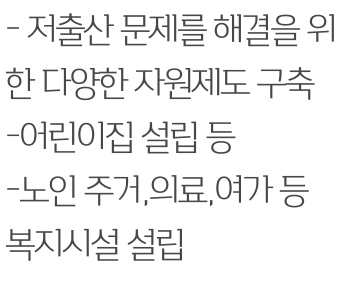 - 저출산 문제를 해결을 위
한 다양한 자원제도 구축
-어린이집 설립 등
-노인 주거,의료,여가 등
복지시설 설립